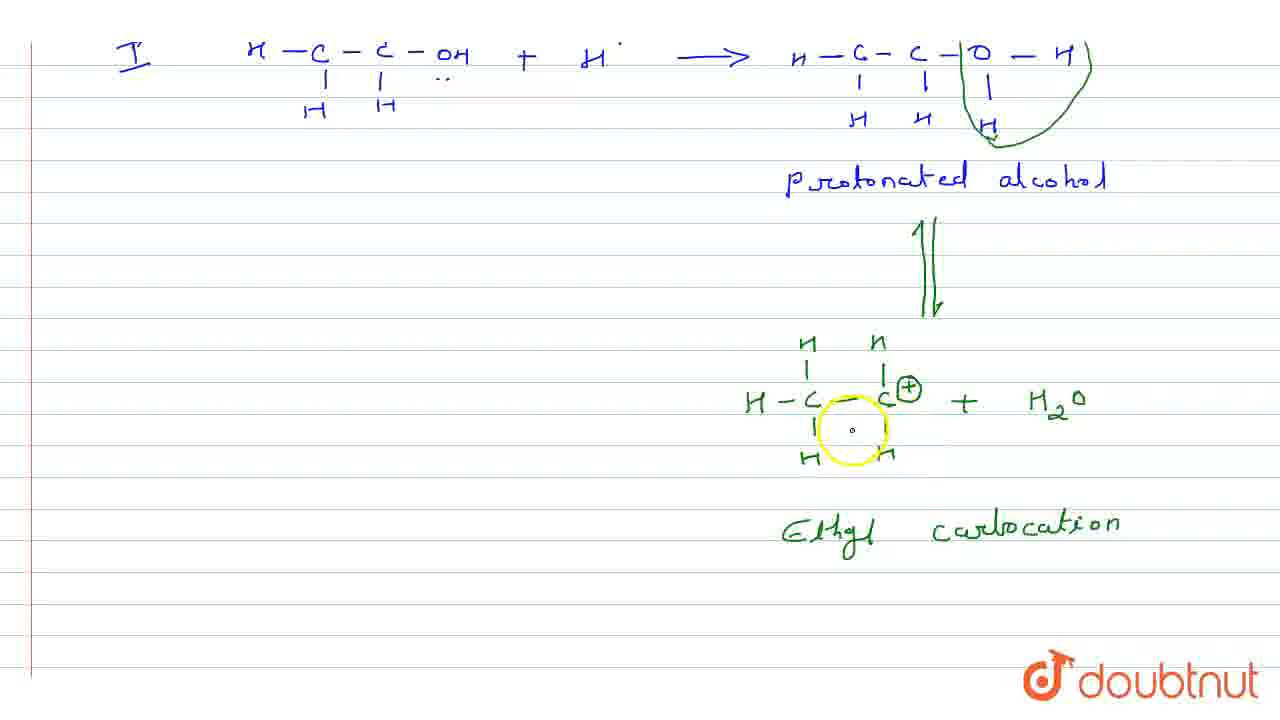 I H - C - C - OH + H⁺ → H - C - C - O - H
H H H H H
Protonated alcohol
H H
H - C - C ⊕ + H₂O
H H
Ethyl carbocation
doubtnut